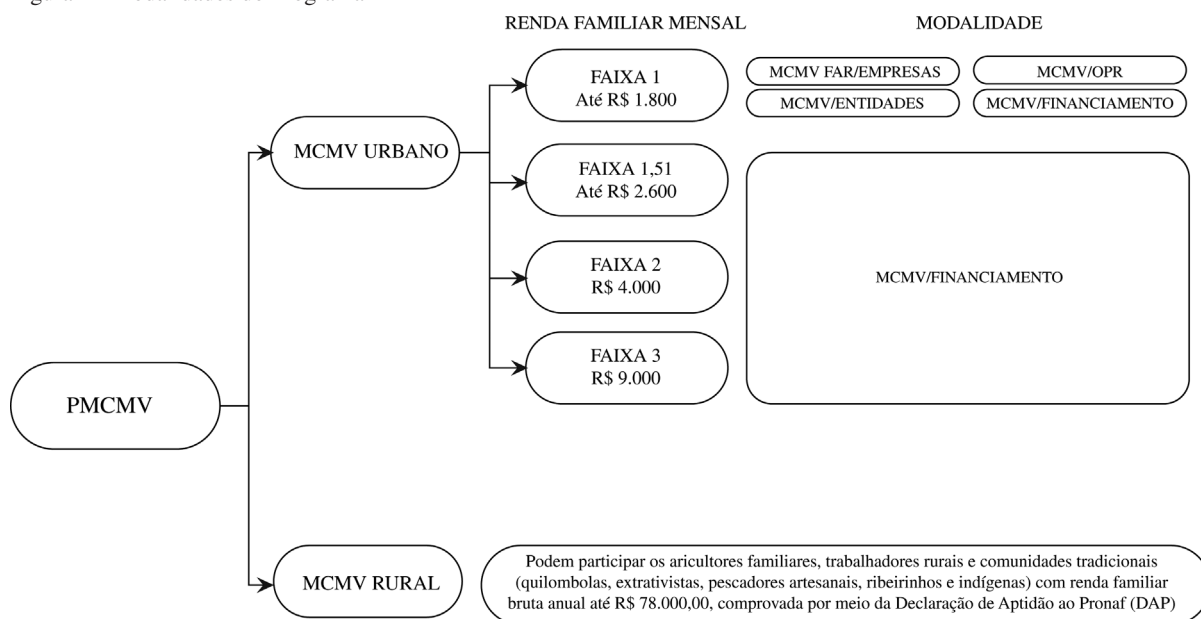 RENDA FAMILIAR MENSAL
MODALIDADE
FAIXA 1
Até R$ 1.800
MCMV FAR/EMPRESAS
MCMV/OPR
MCMV/ENTIDADES
MCMV/FINANCIAMENTO
MCMV URBANO
FAIXA 1,51
Até R$ 2.600
FAIXA 2
R$ 4.000
MCMV/FINANCIAMENTO
FAIXA 3
R$ 9.000
PMCMV
MCMV RURAL
Podem participar os aricultores familiares, trabalhadores rurais e comunidades tradicionais
(quilombolas, extrativistas, pescadores artesanais, ribeirinhos e indígenas) com renda familiar
bruta anual até R$ 78.000,00, comprovada por meio da Declaração de Aptidão ao Pronaf (DAP)